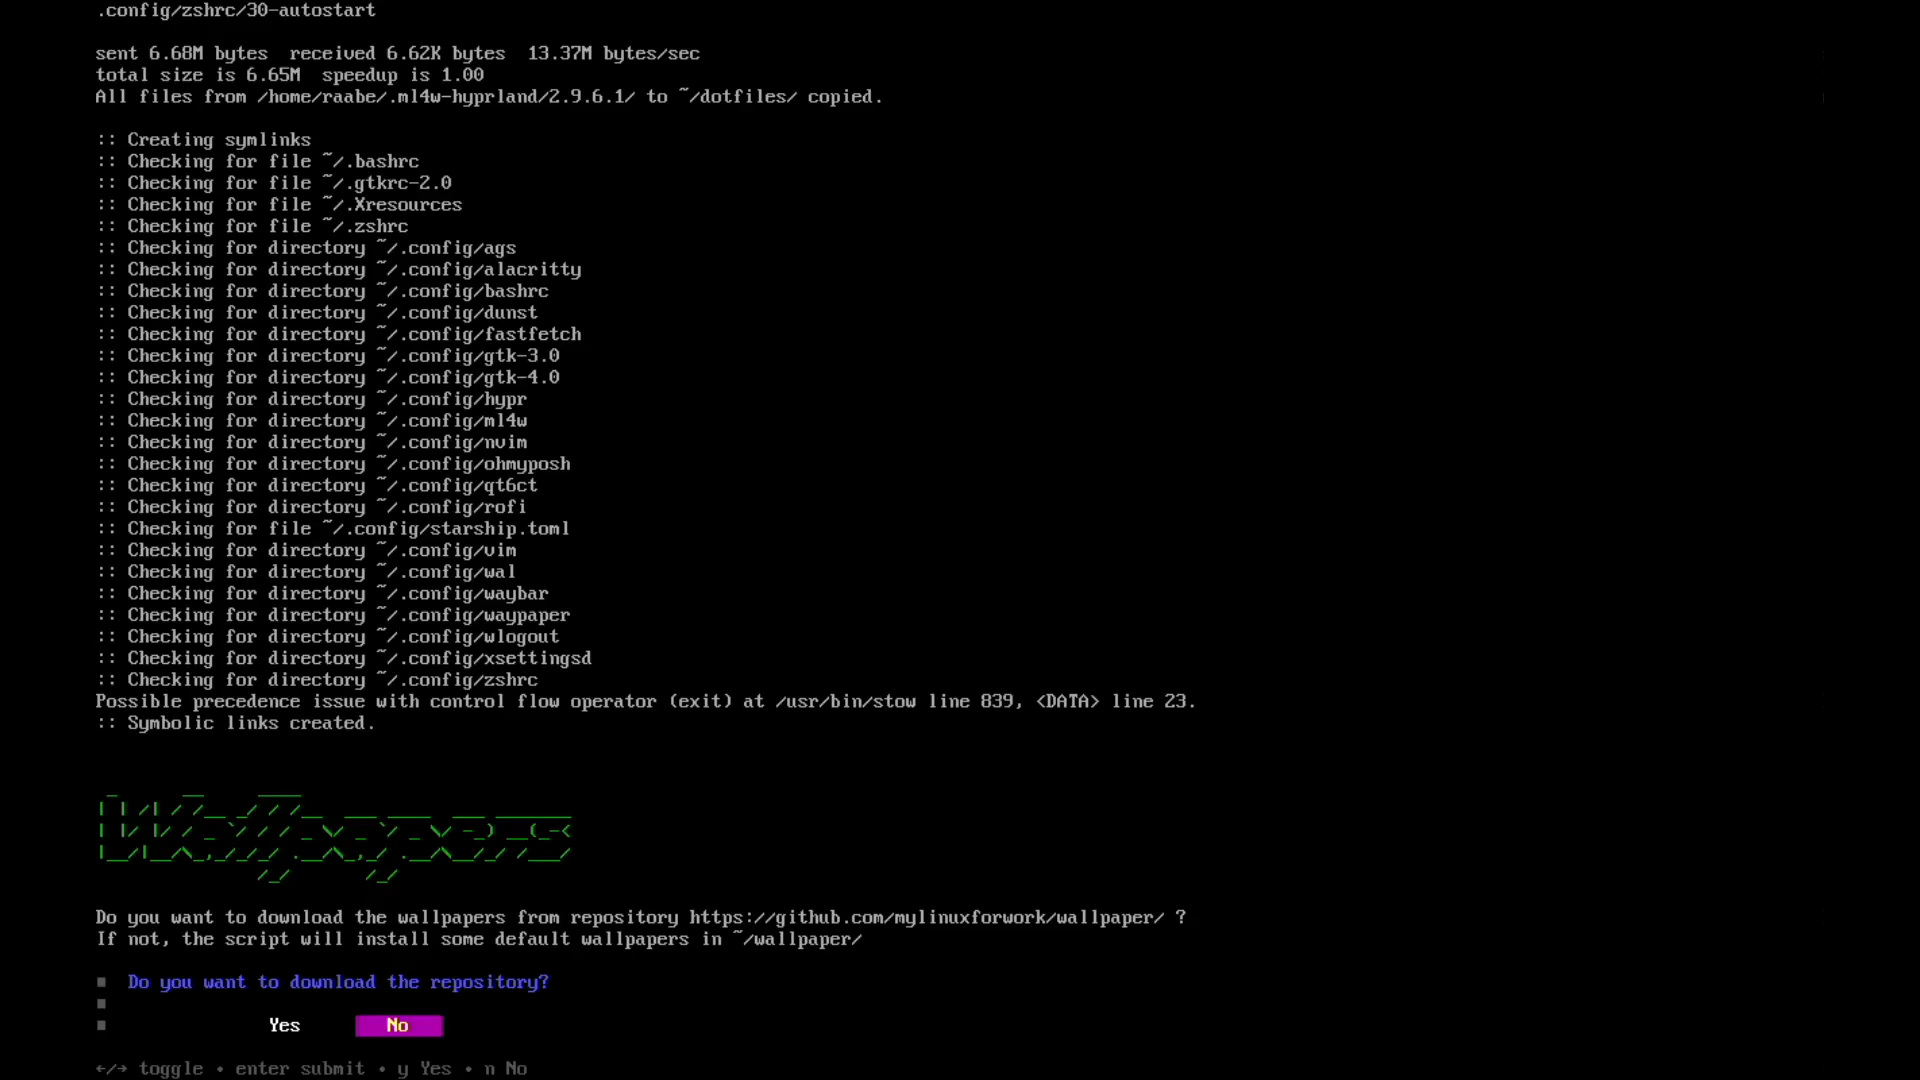 .config/zshrc/30-autostart
sent 6.68M bytes  received 6.62K bytes  13.37M bytes/sec
total size is 6.65M  speedup is 1.00
All files from /home/raabe/.ml4w-hyprland/2.9.6.1/ to ~/dotfiles/ copied.
:: Creating symlinks
:: Checking for file ~/.bashrc
:: Checking for file ~/.gtkrc-2.0
:: Checking for file ~/.Xresources
:: Checking for file ~/.zshrc
:: Checking for directory ~/.config/ags
:: Checking for directory ~/.config/alacritty
:: Checking for directory ~/.config/bashrc
:: Checking for directory ~/.config/dunst
:: Checking for directory ~/.config/fastfetch
:: Checking for directory ~/.config/gtk-3.0
:: Checking for directory ~/.config/gtk-4.0
:: Checking for directory ~/.config/hypr
:: Checking for directory ~/.config/ml4w
:: Checking for directory ~/.config/nvim
:: Checking for directory ~/.config/ohmyposh
:: Checking for directory ~/.config/qt6ct
:: Checking for directory ~/.config/rofi
:: Checking for file ~/.config/starship.toml
:: Checking for directory ~/.config/vim
:: Checking for directory ~/.config/wal
:: Checking for directory ~/.config/waybar
:: Checking for directory ~/.config/waypaper
:: Checking for directory ~/.config/wlogout
:: Checking for directory ~/.config/xsettingsd
:: Checking for directory ~/.config/zshrc
Possible precedence issue with control flow operator (exit) at /usr/bin/stow line 839, <DATA> line 23.
:: Symbolic links created.
Wallpapers
Do you want to download the wallpapers from repository https://github.com/mylinuxforwork/wallpaper/ ?
If not, the script will install some default wallpapers in ~/wallpaper/
Do you want to download the repository?
Yes No
←/→ toggle • enter submit • y Yes • n No